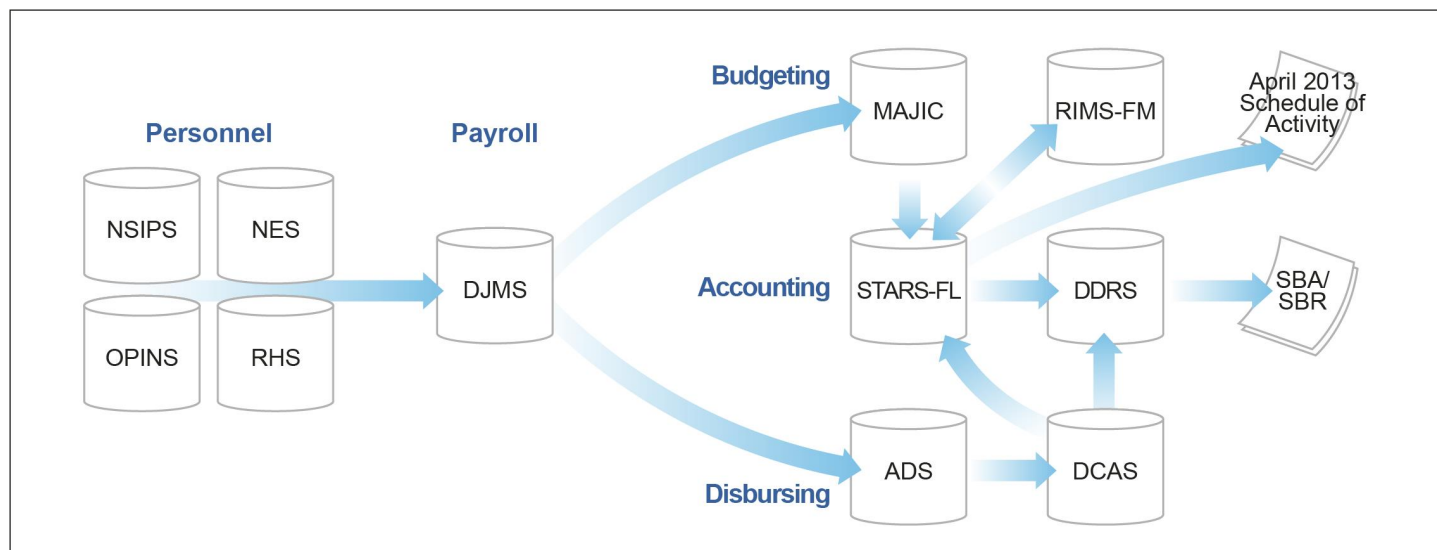 Personnel
NSIPS
NES
OPINS
RHS
Payroll
DJMS
Budgeting
MAJIC
RIMS-FM
April 2013
Schedule of
Activity
Accounting
STARS-FL
DDRS
SBA/
SBR
Disbursing
ADS
DCAS